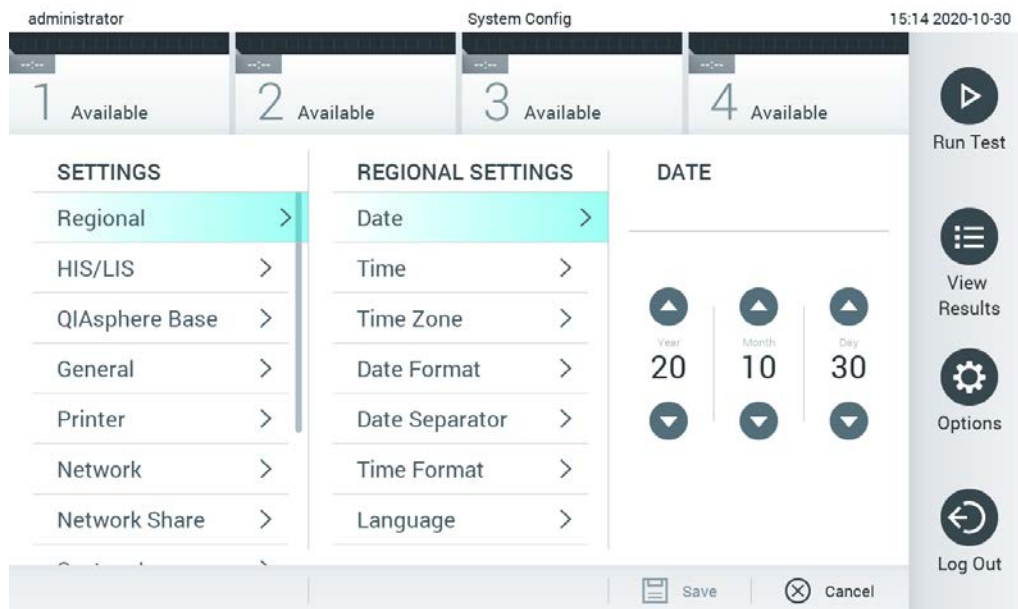 administrator System Config 15:14 2020-10-30
--:-- --:-- --:-- --:--
1 Available 2 Available 3 Available 4 Available
Run Test
View
Results
Options
Log Out
SETTINGS
Regional
HIS/LIS
QIAsphere Base
General
Printer
Network
Network Share
REGIONAL SETTINGS
Date
Time
Time Zone
Date Format
Date Separator
Time Format
Language
DATE
Year Month Day
20 10 30
Save Cancel